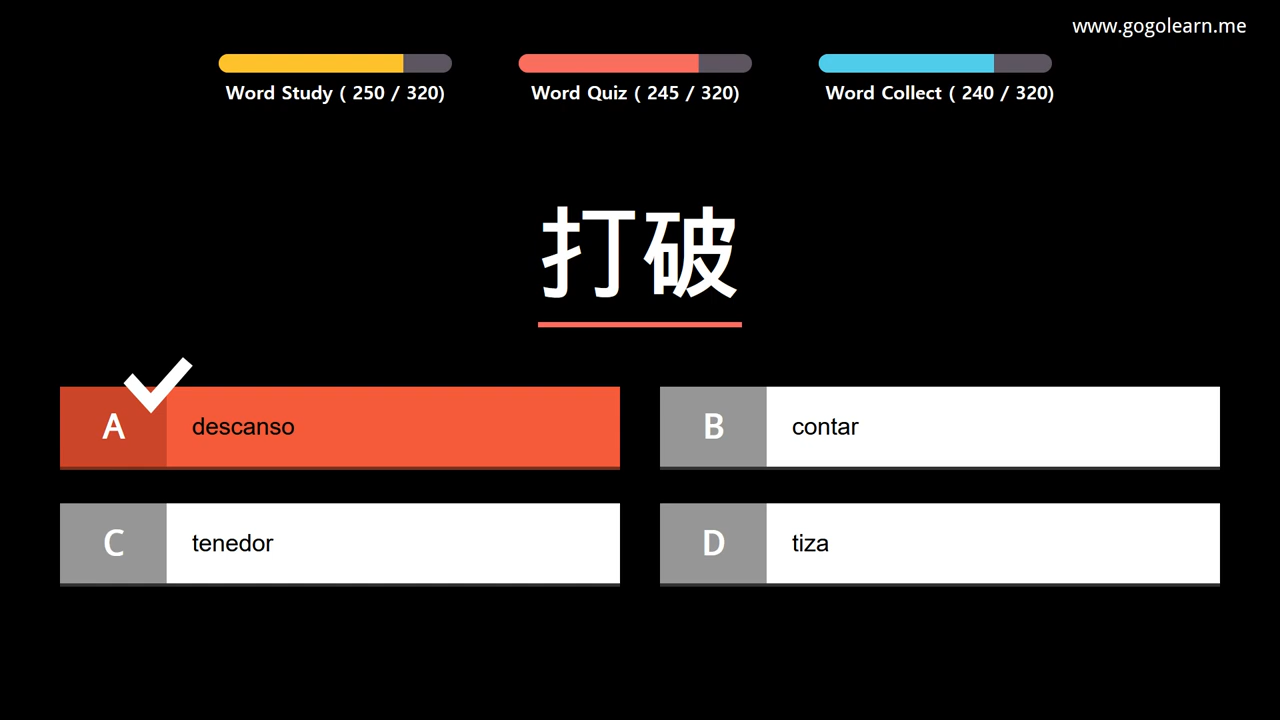 www.gogolearn.me
Word Study ( 250 / 320)
Word Quiz ( 245 / 320)
Word Collect ( 240 / 320)
打破
A descanso
B contar
C tenedor
D tiza